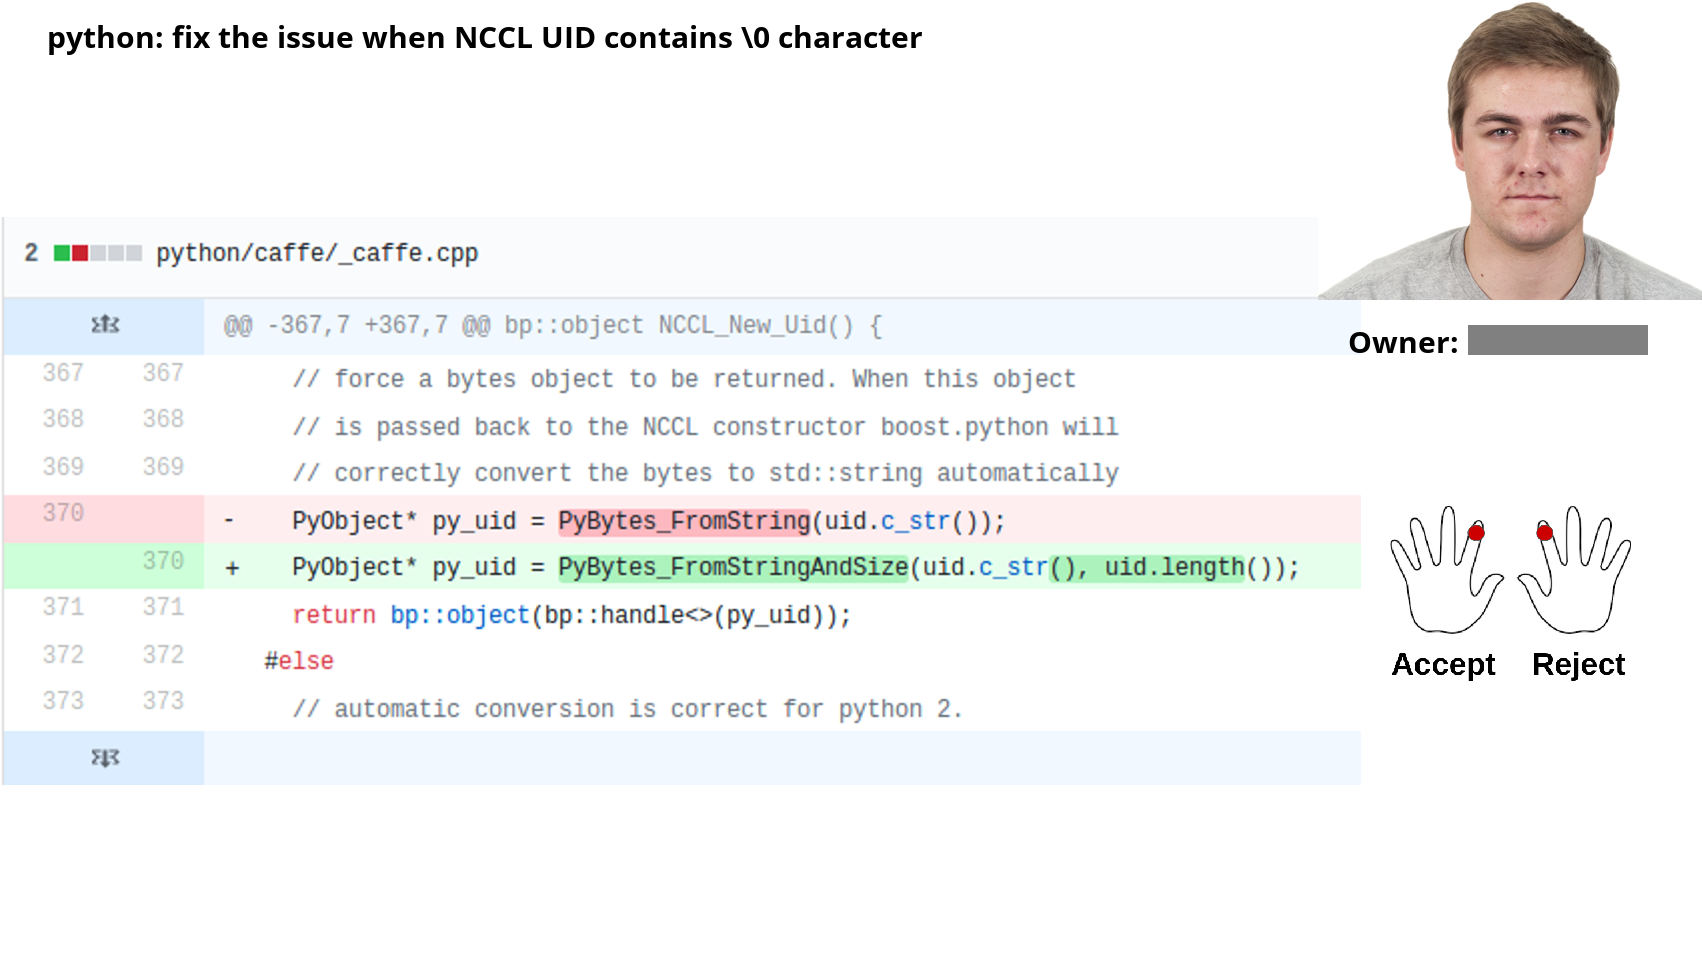 python: fix the issue when NCCL UID contains \0 character
2 python/caffe/_caffe.cpp
@@ -367,7 +367,7 @@ bp::object NCCL_New_Uid() {
367 367 // force a bytes object to be returned. When this object
368 368 // is passed back to the NCCL constructor boost.python will
369 369 // correctly convert the bytes to std::string automatically
370 - PyObject* py_uid = PyBytes_FromString(uid.c_str());
370 + PyObject* py_uid = PyBytes_FromStringAndSize(uid.c_str(), uid.length());
371 371 return bp::object(bp::handle<>(py_uid));
372 372 #else
373 373 // automatic conversion is correct for python 2.
Owner:
Accept Reject